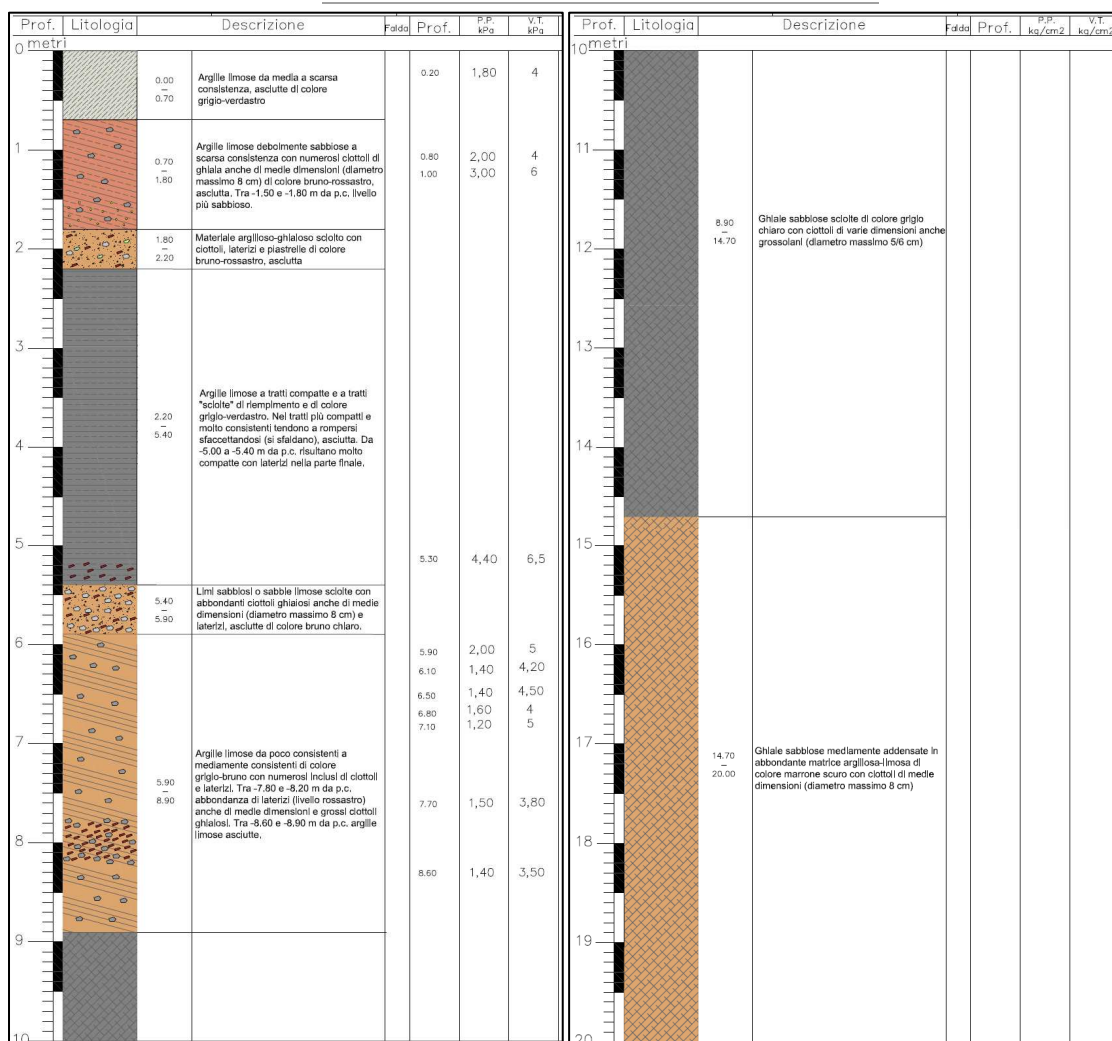 Prof. Litologia Descrizione Falda Prof. P.P. kPa V.T. kPa
0 metri
0.00 – 0.70
Argille limose da media a scarsa
consistenza, asciutte di colore
grigio-verdastro
0.20 1,80 4
1
0.70 – 1.80
Argille limose debolmente sabbiose a
scarsa consistenza con numerosi ciottoli di
ghiaia anche di medie dimensioni (diametro
massimo 8 cm) di colore bruno-rossastro,
asciutta. Tra -1.50 e -1,80 m da p.c. livello
più sabbioso.
0.80 2,00 4
1.00 3,00 6
1.80 – 2.20
Materiale argilloso-ghiaioso sciolto con
ciottoli, laterizi e piastrelle di colore
bruno-rossastro, asciutta
2
3
2.20 – 5.40
Argille limose a tratti compatte e a tratti
"sciolte" di riempimento e di colore
grigio-verdastro. Nei tratti più compatti e
molto consistenti tendono a rompersi
sfaccettandosi (si sfaldano), asciutta. Da
-5.00 a -5.40 m da p.c. risultano molto
compatte con laterizi nella parte finale.
4
5
5.30 4,40 6,5
5.40 – 5.90
Limi sabbiosi o sabbie limose sciolte con
abbondanti ciottoli ghiaiosi anche di medie
dimensioni (diametro massimo 8 cm) e
laterizi, asciutte di colore bruno chiaro.
6
5.90 2,00 5
6.10 1,40 4,20
6.50 1,40 4,50
6.80 1,60 4
7.10 1,20 5
7
5.90 – 8.90
Argille limose da poco consistenti a
mediamente consistenti di colore
grigio-bruno con numerosi inclusi di ciottoli
e laterizi. Tra -7.80 e -8.20 m da p.c.
abbondanza di laterizi (livello rossastro)
anche di medie dimensioni e grossi ciottoli
ghiaiosi. Tra -8.60 e -8.90 m da p.c. argille
limose asciutte,
7.70 1,50 3,80
8
8.60 1,40 3,50
9
10
Prof. Litologia Descrizione Falda Prof. P.P. kg/cm2 V.T. kg/cm2
10 metri
11
8.90 – 14.70
Ghiaie sabbiose sciolte di colore grigio
chiaro con ciottoli di varie dimensioni anche
grossolani (diametro massimo 5/6 cm)
12
13
14
15
16
17
14.70 – 20.00
Ghiaie sabbiose mediamente addensate in
abbondante matrice argillosa-limosa di
colore marrone scuro con ciottoli di medie
dimensioni (diametro massimo 8 cm)
18
19
20